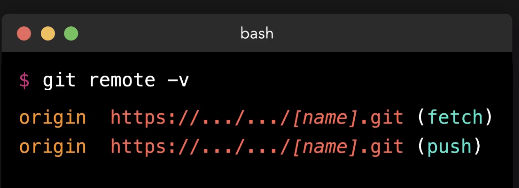 bash
$ git remote -v
origin  https://.../.../[name].git (fetch)
origin  https://.../.../[name].git (push)